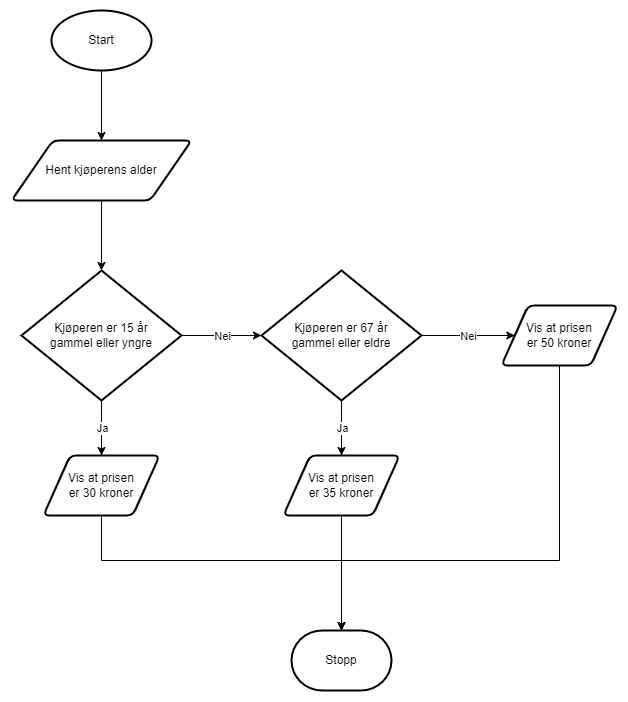 Start
Hent kjøperens alder
Kjøperen er 15 år
gammel eller yngre
Nei
Kjøperen er 67 år
gammel eller eldre
Nei
Vis at prisen
er 50 kroner
Ja
Ja
Vis at prisen
er 30 kroner
Vis at prisen
er 35 kroner
Stopp